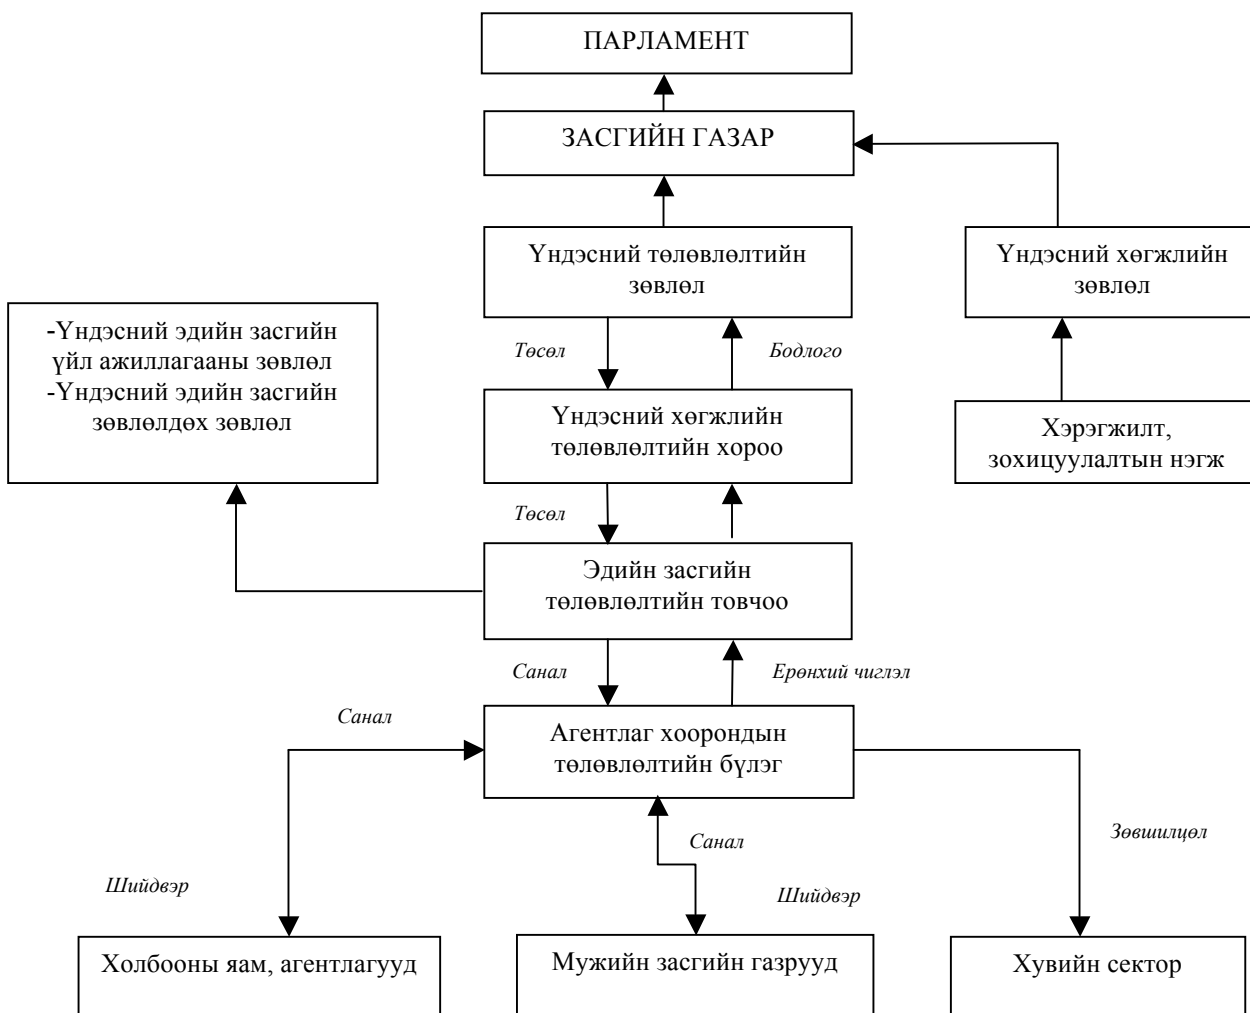 ПАРЛАМЕНТ
ЗАСГИЙН ГАЗАР
Үндэсний төлөвлөлтийн
зөвлөл
Үндэсний хөгжлийн
зөвлөл
-Үндэсний эдийн засгийн
үйл ажиллагааны зөвлөл
-Үндэсний эдийн засгийн
зөвлөлдөх зөвлөл
Төсөл
Бодлого
Үндэсний хөгжлийн
төлөвлөлтийн хороо
Хэрэгжилт,
зохицуулалтын нэгж
Төсөл
Эдийн засгийн
төлөвлөлтийн товчоо
Санал
Ерөнхий чиглэл
Санал
Агентлаг хоорондын
төлөвлөлтийн бүлэг
Санал
Зөвшилцөл
Шийдвэр
Шийдвэр
Холбооны яам, агентлагууд
Мужийн засгийн газрууд
Хувийн сектор